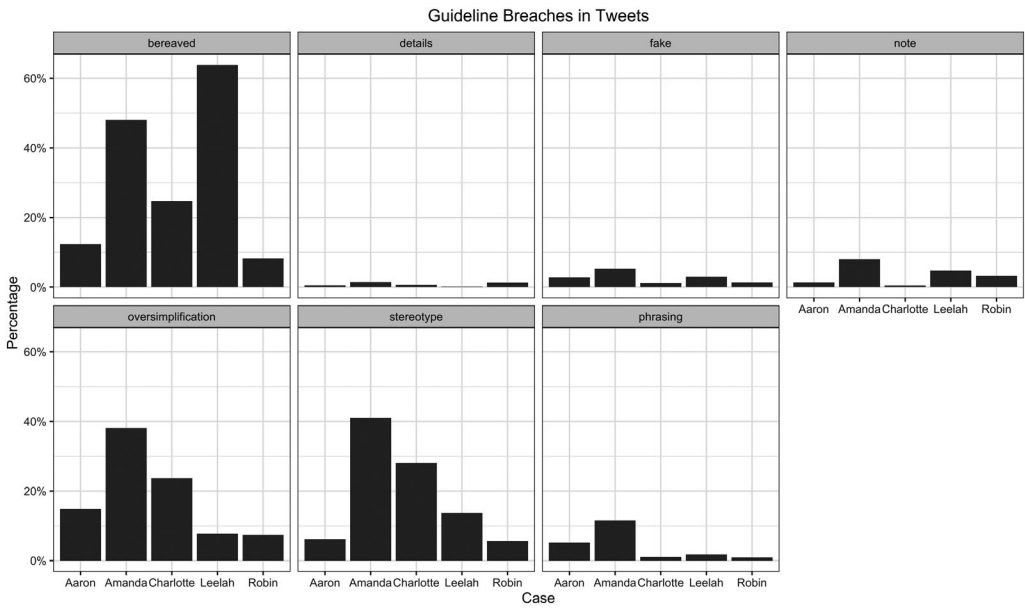 Guideline Breaches in Tweets
bereaved
details
fake
note
60%
40%
20%
0%
Aaron Amanda Charlotte Leelah Robin
oversimplification
stereotype
phrasing
60%
40%
20%
0%
Aaron Amanda Charlotte Leelah Robin
Aaron Amanda Charlotte Leelah Robin
Aaron Amanda Charlotte Leelah Robin
Percentage
Case